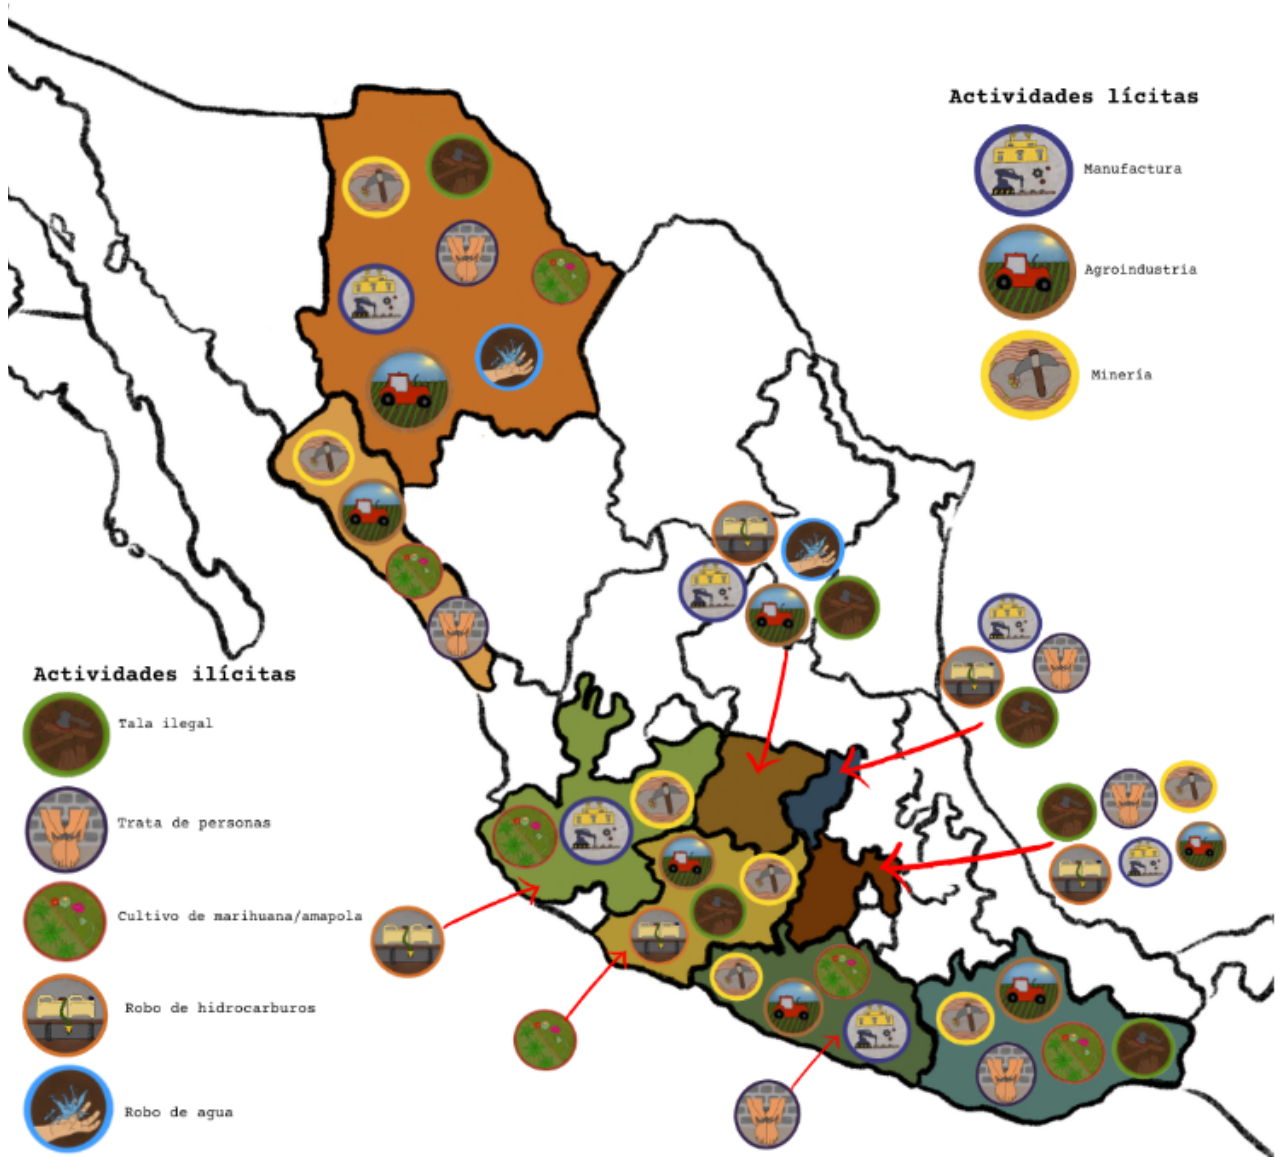 Actividades lícitas
Manufactura
Agroindustria
Minería
Actividades ilícitas
Tala ilegal
Trata de personas
Cultivo de marihuana/amapola
Robo de hidrocarburos
Robo de agua